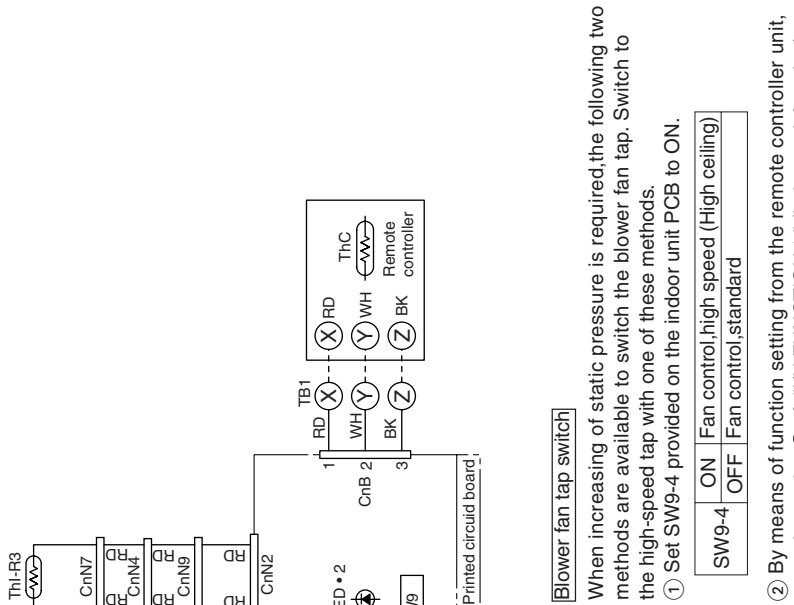 ThI-R3
CnN7
RD
RD
CnN4
RD
RD
CnN9
RD
RD
CnN2
ED • 2
Printed circuid board
1
CnB 2
3
RD
WH
BK
TB1
X
Y
Z
X RD
Y WH
Z BK
ThC
Remote
controller
Blower fan tap switch
When increasing of static pressure is required,the following two
methods are available to switch the blower fan tap. Switch to
the high-speed tap with one of these methods.
① Set SW9-4 provided on the indoor unit PCB to ON.
SW9-4
ON Fan control,high speed (High ceiling)
OFF Fan control,standard
② By means of function setting from the remote controller unit,